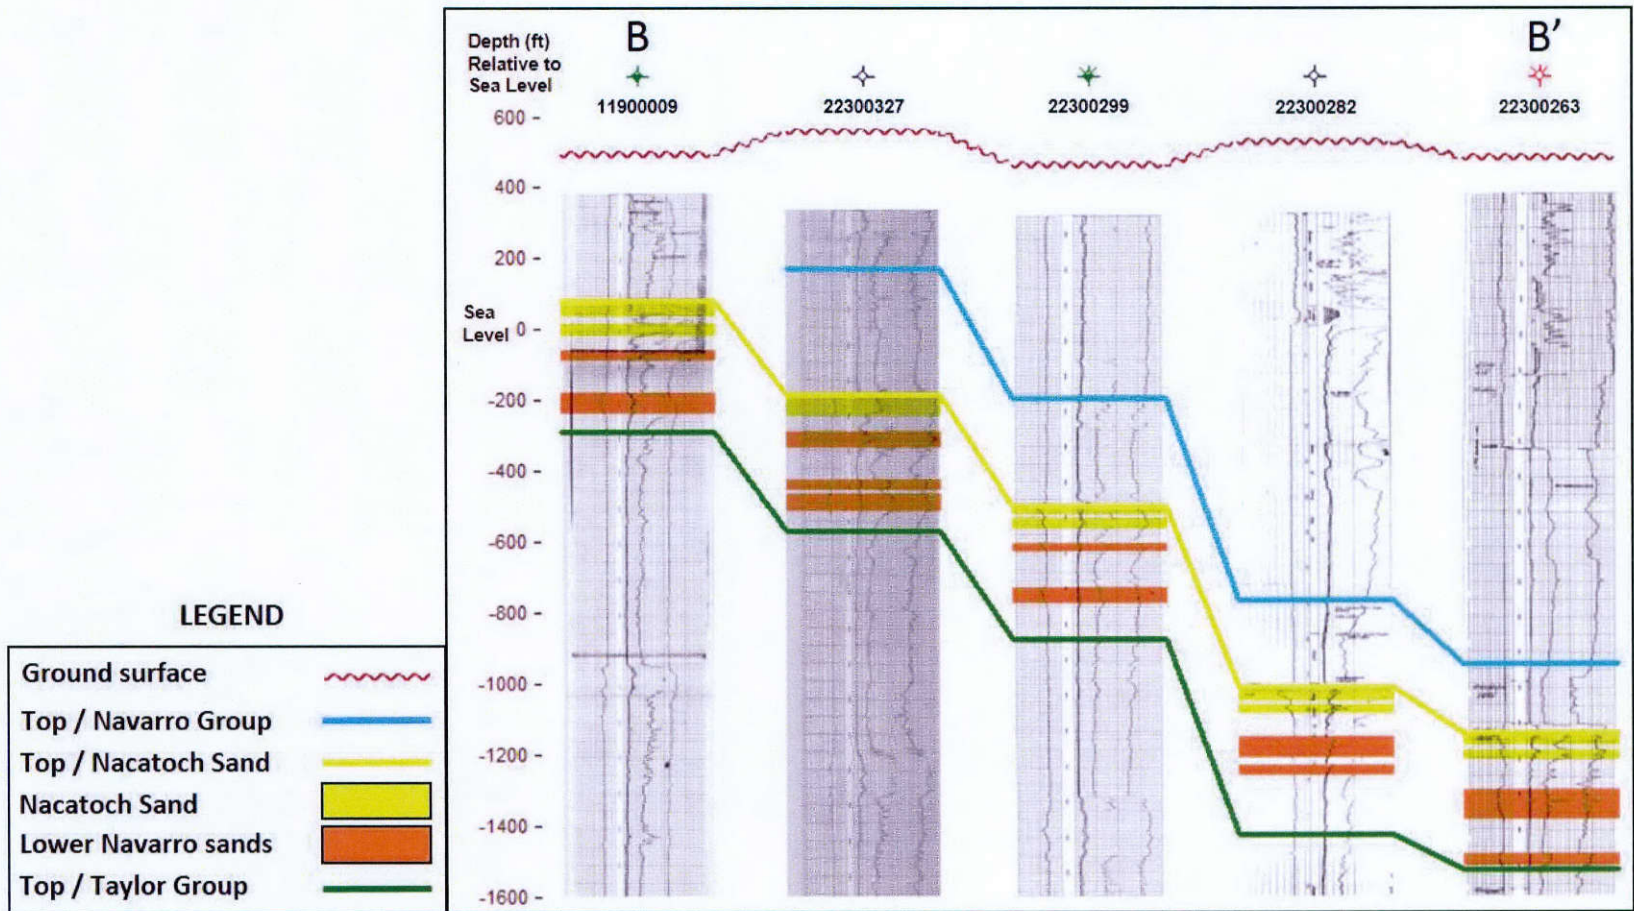 Depth (ft)
Relative to
Sea Level
B
B’
11900009
22300327
22300299
22300282
22300263
600 -
400 -
200 -
Sea
Level 0 -
-200 -
-400 -
-600 -
-800 -
-1000 -
-1200 -
-1400 -
-1600 -
LEGEND
Ground surface
Top / Navarro Group
Top / Nacatoch Sand
Nacatoch Sand
Lower Navarro sands
Top / Taylor Group